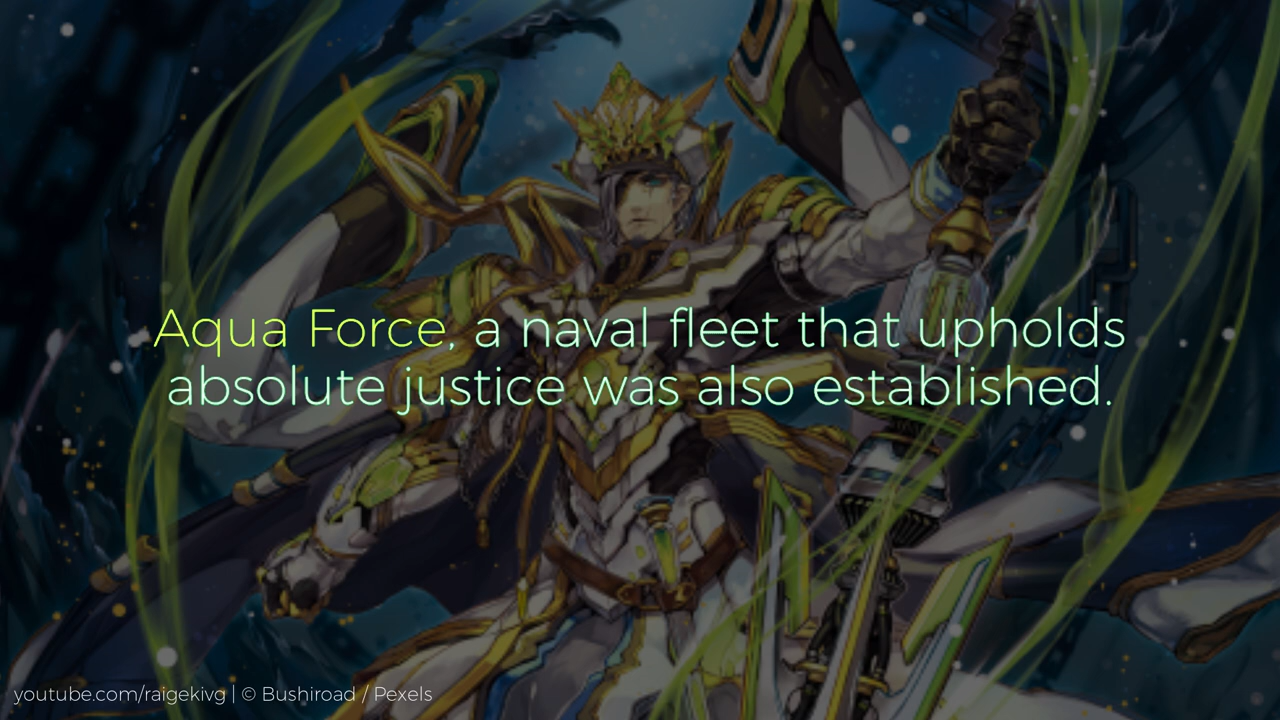 Aqua Force, a naval fleet that upholds
absolute justice was also established.
youtube.com/raigekivg | © Bushiroad / Pexels